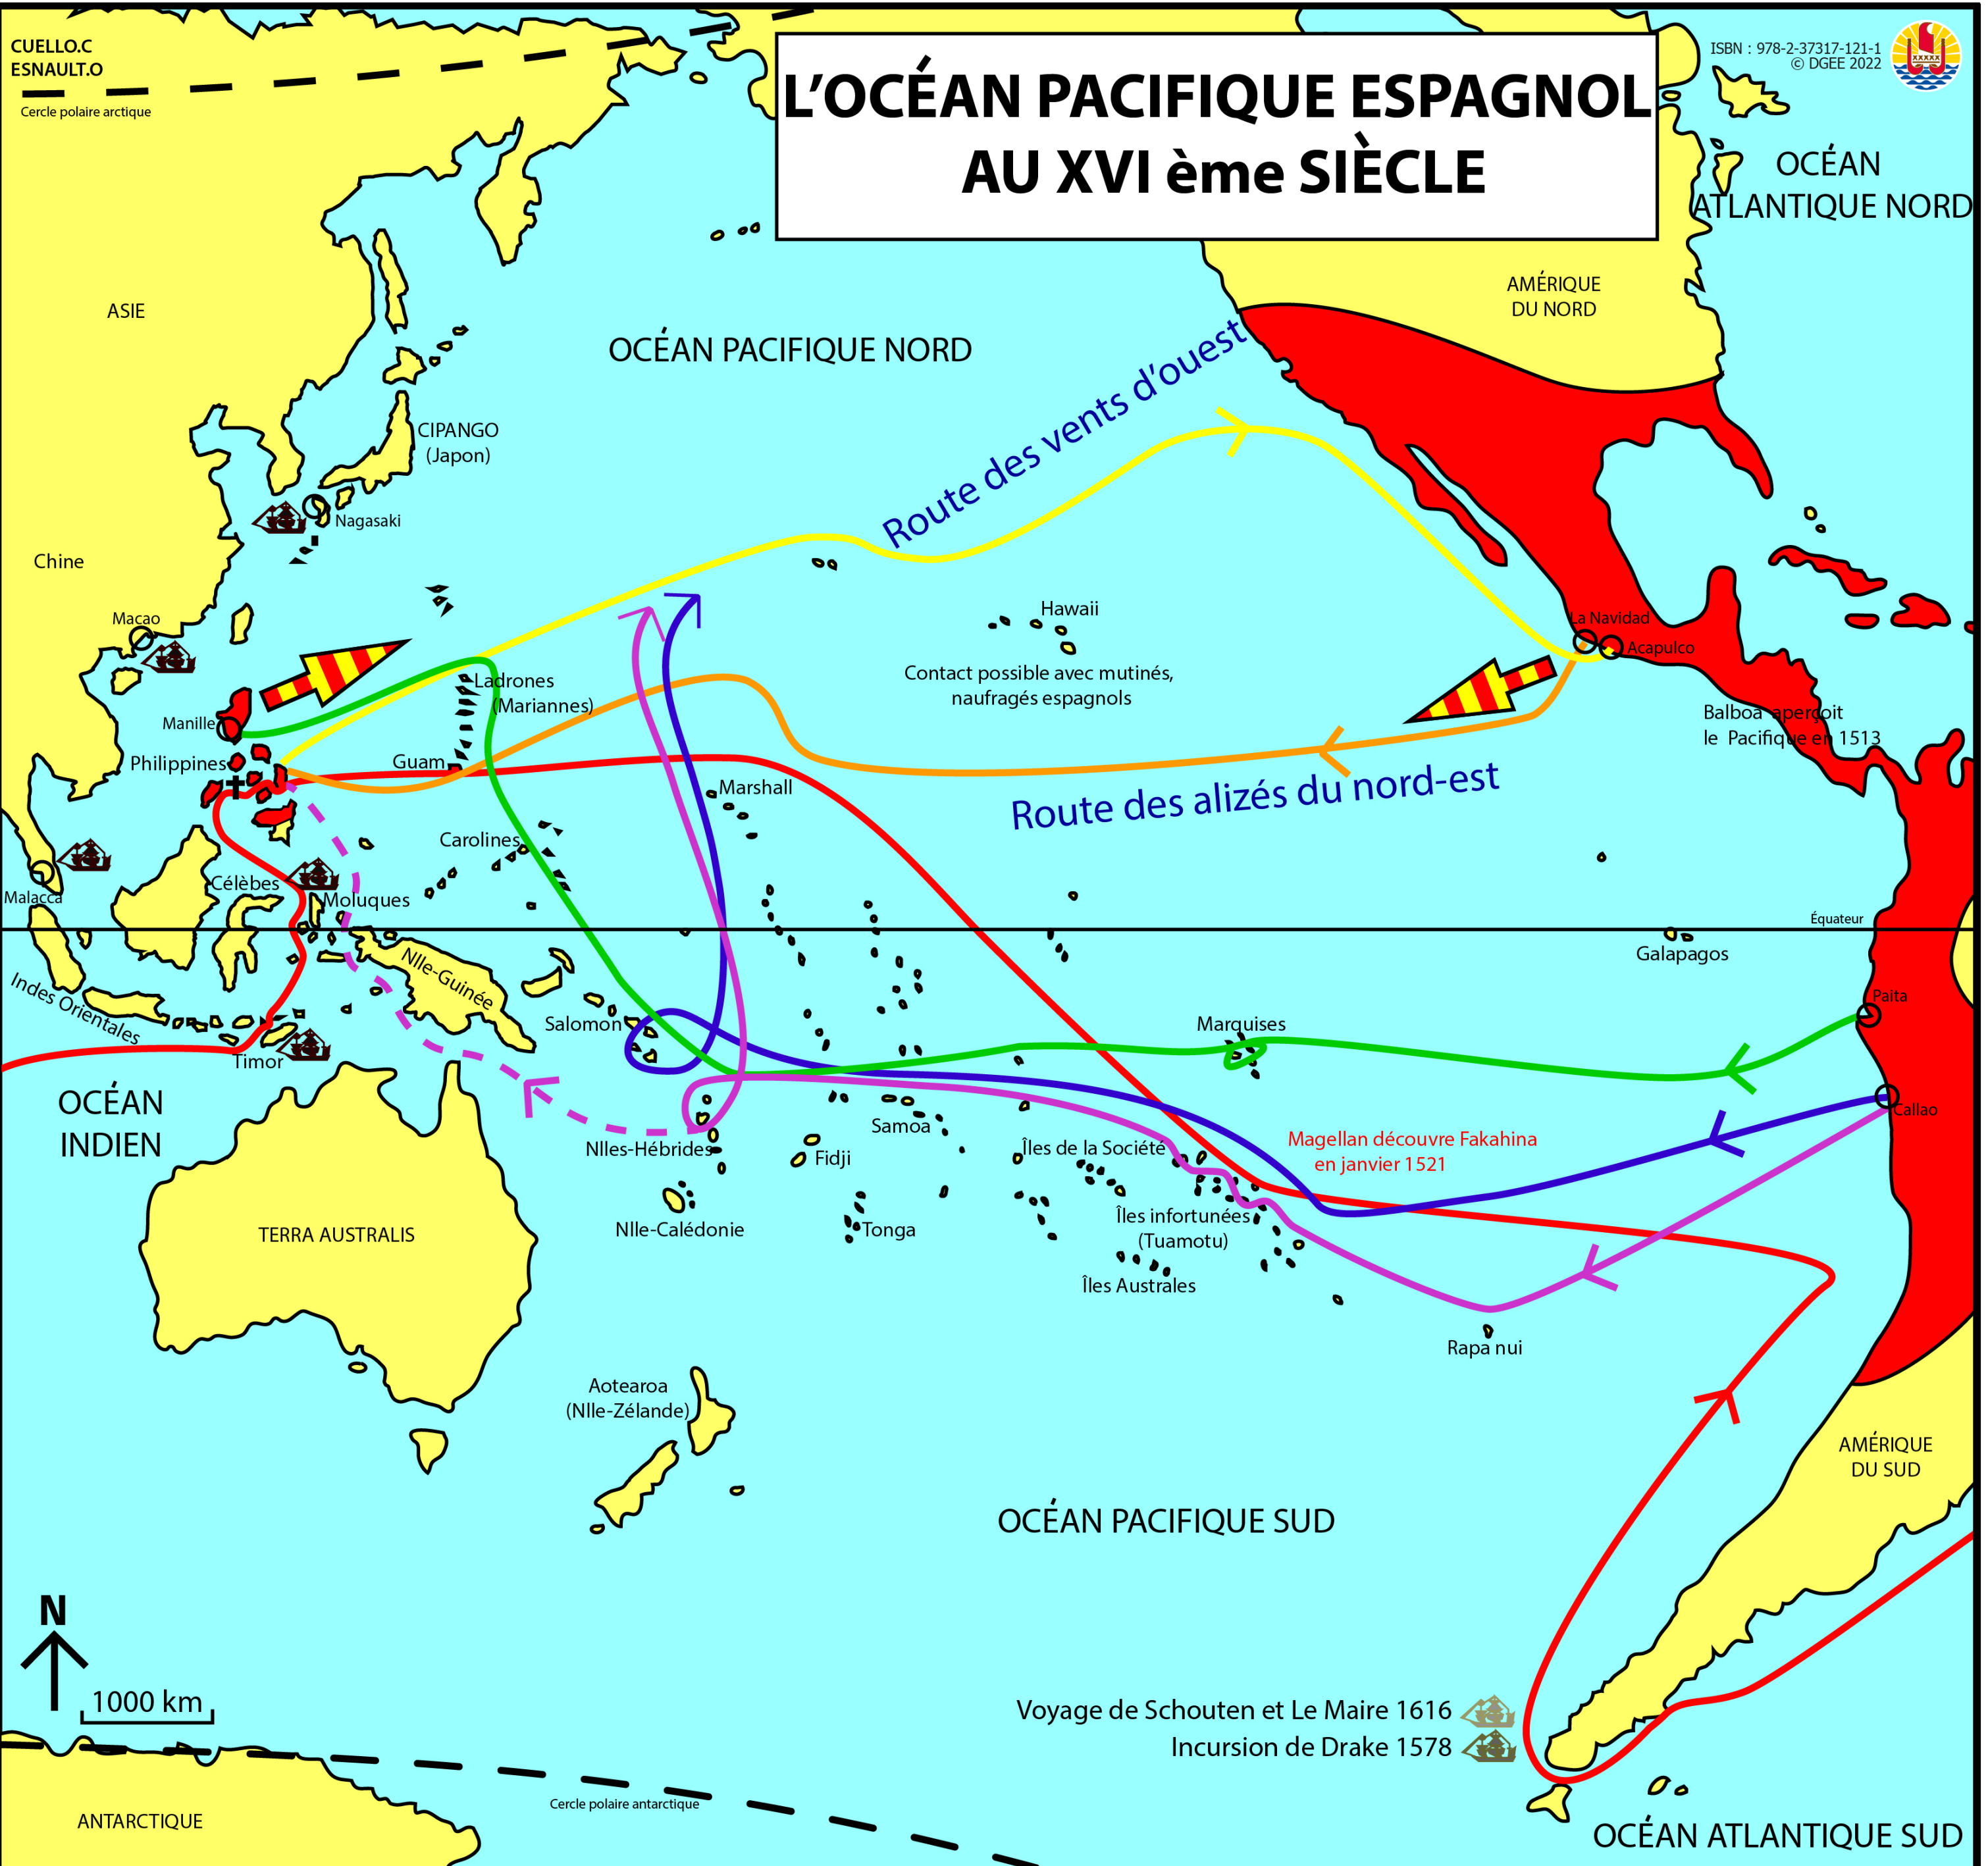 CUELLO.C
ESNAULT.O
Cercle polaire arctique
L'OCÉAN PACIFIQUE ESPAGNOL
AU XVI ème SIÈCLE
ISBN : 978-2-37317-121-1
© DGEE 2022
OCÉAN
ATLANTIQUE NORD
AMÉRIQUE
DU NORD
ASIE
OCÉAN PACIFIQUE NORD
Route des vents d'ouest
CIPANGO
(Japon)
Nagasaki
Chine
Macao
Hawaii
Contact possible avec mutinés,
naufragés espagnols
La Navidad
Acapulco
Ladrones
(Mariannes)
Manille
Balboa aperçoit
le Pacifique en 1513
Philippines
Guam
Marshall
Route des alizés du nord-est
Carolines
Célèbes
Malacca
Moluques
Équateur
Galapagos
Nlle-Guinée
Indes Orientales
Paita
Salomon
Marquises
Timor
OCÉAN
INDIEN
Callao
Samoa
Magellan découvre Fakahina
en janvier 1521
Nlles-Hébrides
Fidji
Îles de la Société
TERRA AUSTRALIS
Nlle-Calédonie
Tonga
Îles infortunées
(Tuamotu)
Îles Australes
Rapa nui
Aotearoa
(Nlle-Zélande)
AMÉRIQUE
DU SUD
OCÉAN PACIFIQUE SUD
N
1000 km
Voyage de Schouten et Le Maire 1616
Incursion de Drake 1578
Cercle polaire antarctique
ANTARCTIQUE
OCÉAN ATLANTIQUE SUD